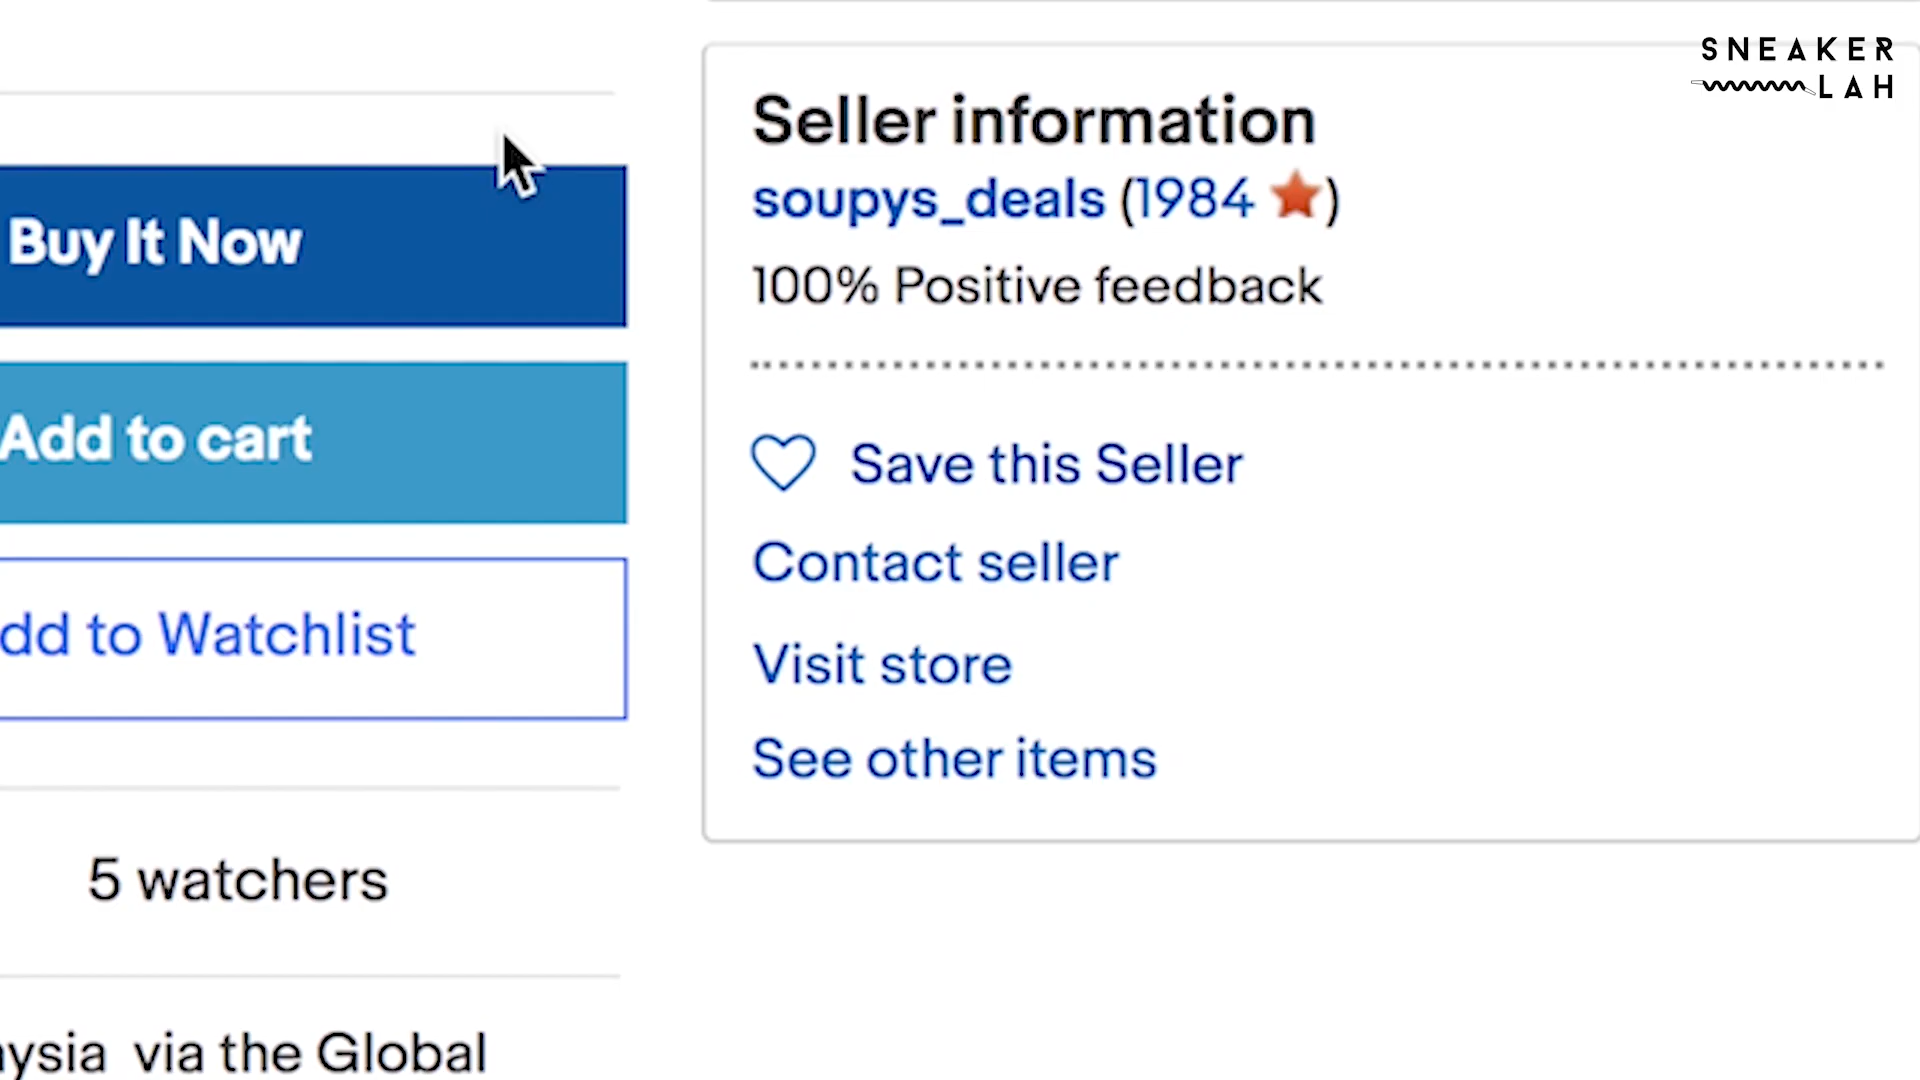 SNEAKER
LAH
Seller information
soupys_deals (1984 ★)
100% Positive feedback
Buy It Now
Add to cart
dd to Watchlist
Save this Seller
Contact seller
Visit store
See other items
5 watchers
ysia via the Global